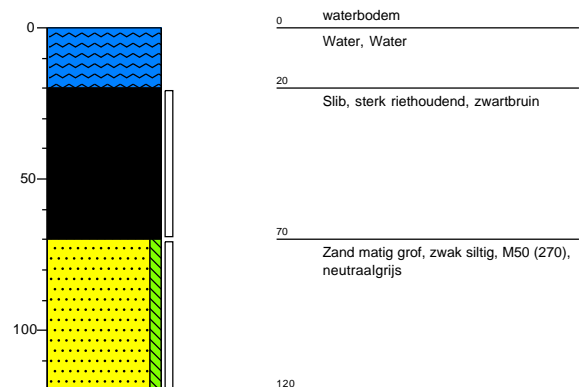 0
50
100
0
waterbodem
Water, Water
20
Slib, sterk riethoudend, zwartbruin
70
Zand matig grof, zwak siltig, M50 (270),
neutraalgrijs
120